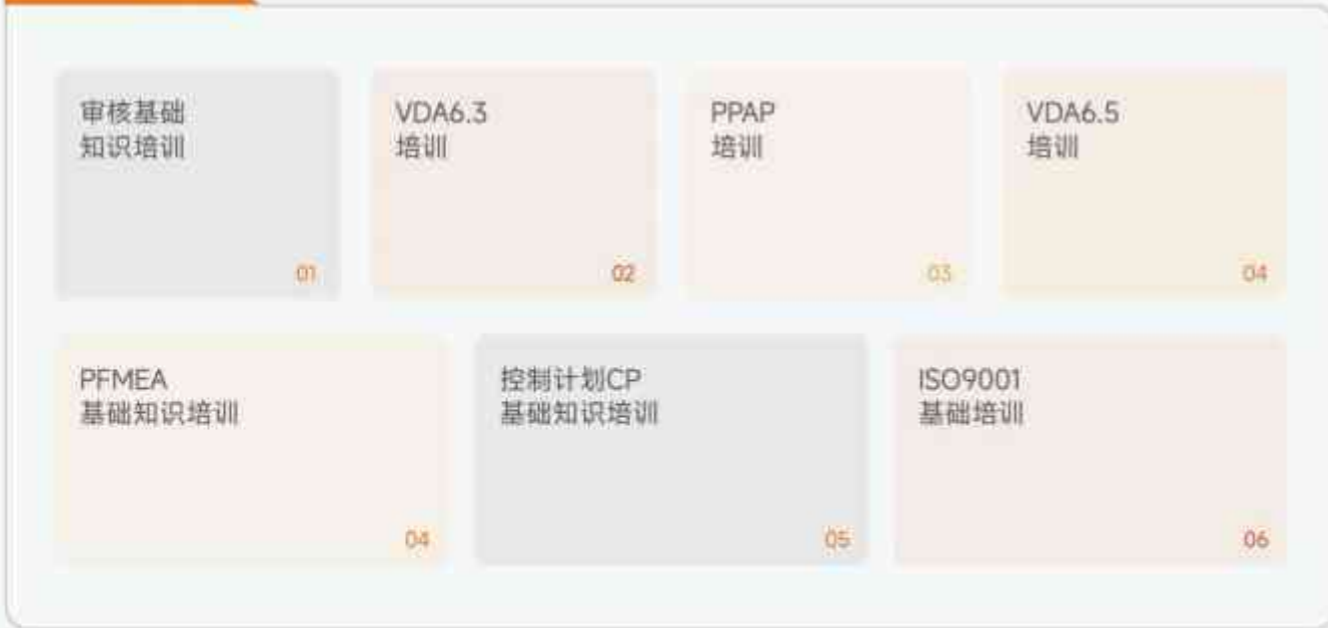 审核基础
知识培训
01
VDA6.3
培训
02
PPAP
培训
03
VDA6.5
培训
04
PFMEA
基础知识培训
04
控制计划CP
基础知识培训
05
ISO9001
基础培训
06